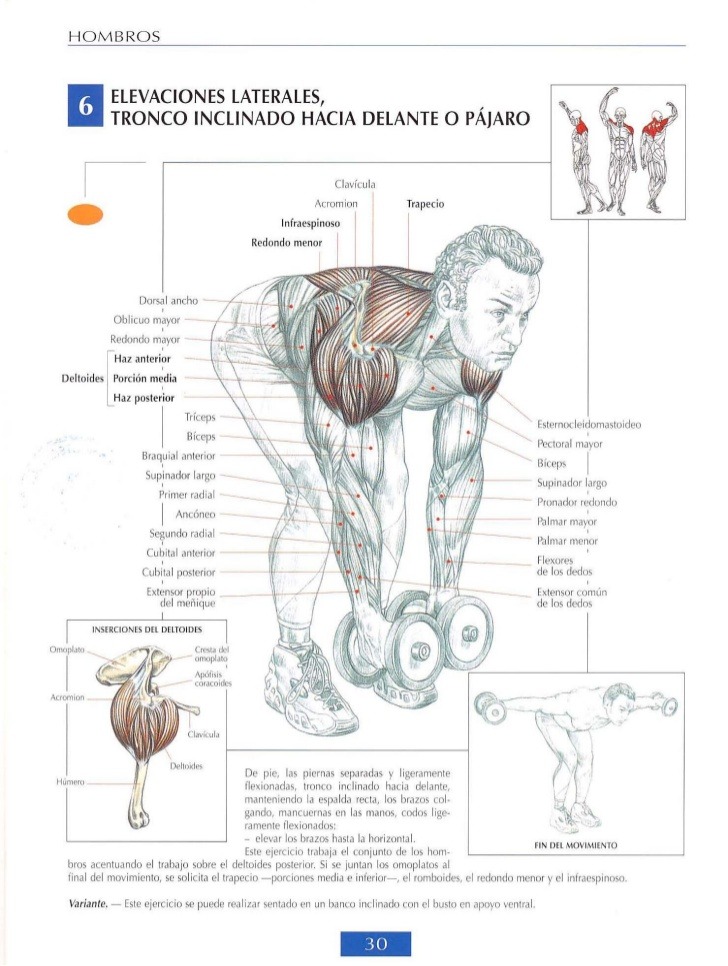 HOMBROS
6
ELEVACIONES LATERALES,
TRONCO INCLINADO HACIA DELANTE O PÁJARO
Clavícula
Acromion
Trapecio
Infraespinoso
Redondo menor
Dorsal ancho
Oblicuo mayor
Redondo mayor
Haz anterior
Deltoides
Porción media
Haz posterior
Tríceps
Bíceps
Braquial anterior
Supinador largo
Primer radial
Ancóneo
Segundo radial
Cubital anterior
Cubital posterior
Extensor propio
del meñique
Esternocleidomastoideo
Pectoral mayor
Bíceps
Supinador largo
Pronador redondo
Palmar mayor
Palmar menor
Flexores
de los dedos
Extensor común
de los dedos
INSERCIONES DEL DELTOIDES
Omoplato
Cresta del
omoplato
Apófisis
coracoides
Acromion
Clavícula
Deltoides
Húmero
De pie, las piernas separadas y ligeramente
flexionadas, tronco inclinado hacia delante,
manteniendo la espalda recta, los brazos col-
gando, mancuernas en las manos, codos lige-
ramente flexionados:
– elevar los brazos hasta la horizontal.
Este ejercicio trabaja el conjunto de los hom-
bros acentuando el trabajo sobre el deltoides posterior. Si se juntan los omoplatos al
final del movimiento, se solicita el trapecio —porciones media e inferior—, el romboides, el redondo menor y el infraespinoso.
FIN DEL MOVIMIENTO
Variante. — Este ejercicio se puede realizar sentado en un banco inclinado con el busto en apoyo ventral.
30